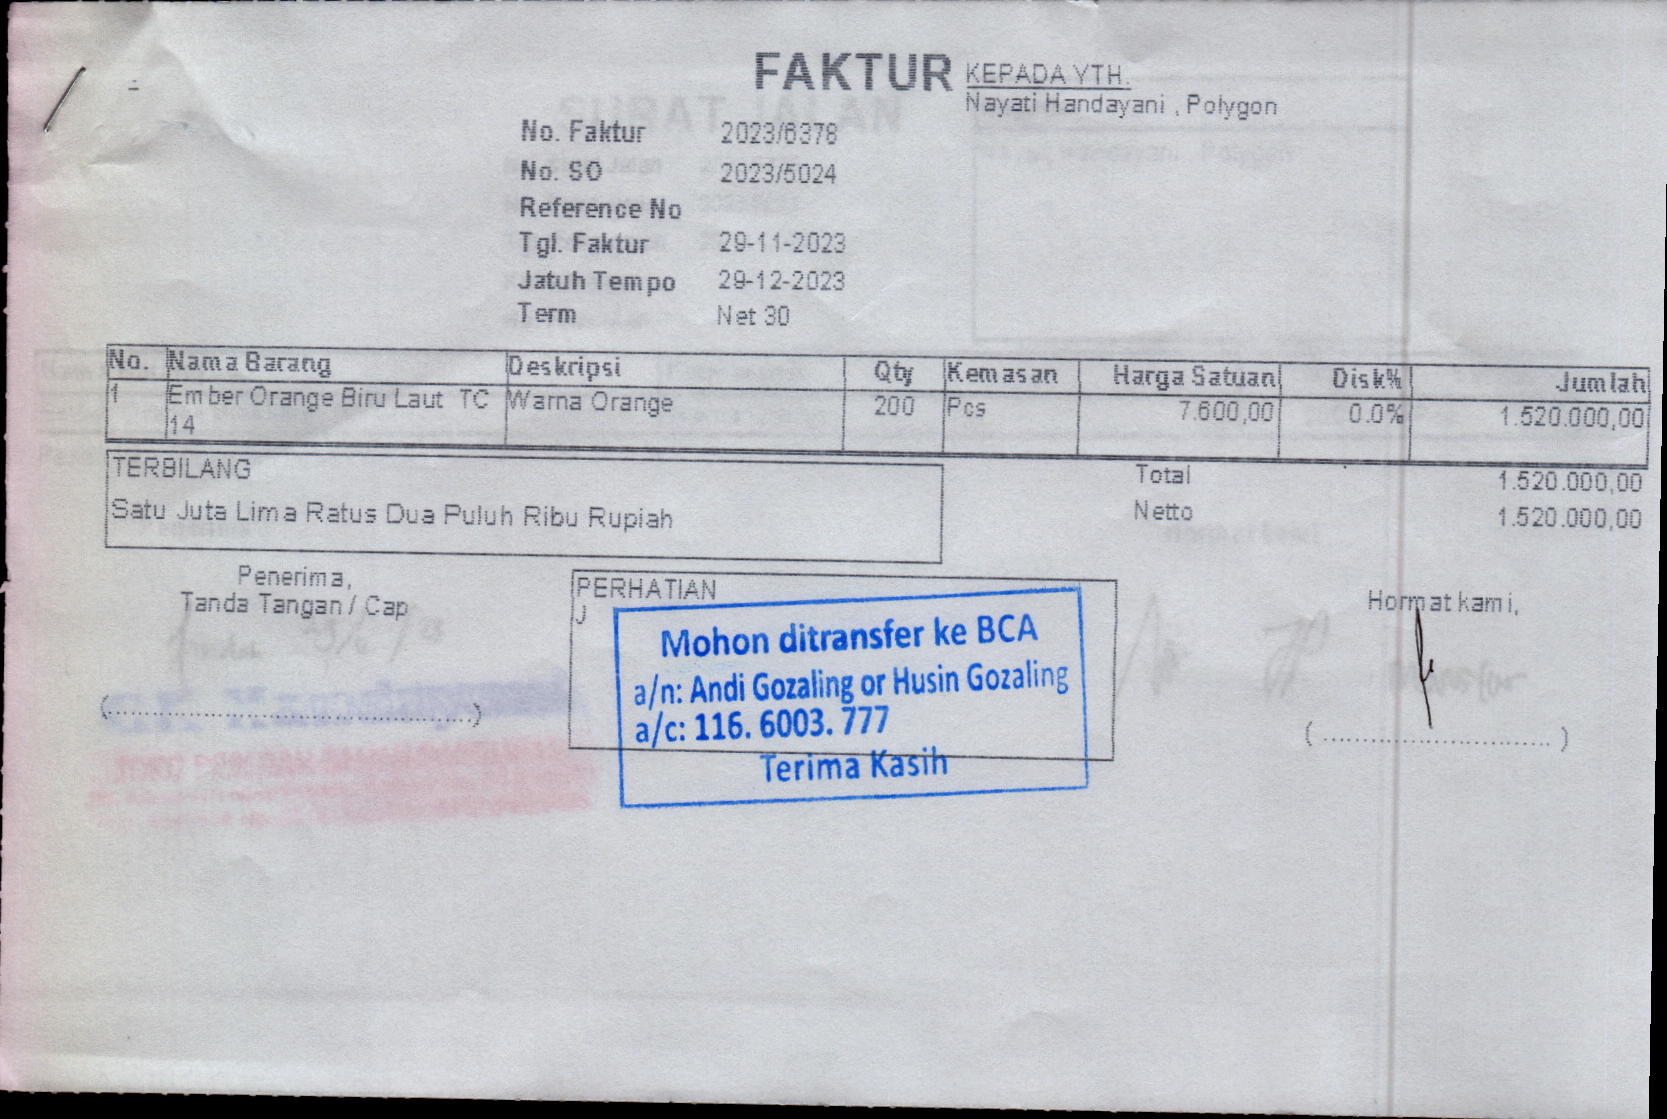 FAKTUR
KEPADA YTH.
Nayati Handayani , Polygon
No. Faktur 2023/6378
No. SO 2023/5024
Reference No
Tgl. Faktur 29-11-2023
Jatuh Tempo 29-12-2023
Term Net 30
No. Nama Barang Deskripsi Qty Kemasan Harga Satuan Disk% Jumlah
1 Ember Orange Biru Laut TC Warna Orange 200 Pcs 7.600,00 0.0% 1.520.000,00
14
TERBILANG
Satu Juta Lima Ratus Dua Puluh Ribu Rupiah
Total 1.520.000,00
Netto 1.520.000,00
Penerima,
Tanda Tangan / Cap
(........................................)
PERHATIAN
J
Mohon ditransfer ke BCA
a/n: Andi Gozaling or Husin Gozaling
a/c: 116. 6003. 777
Terima Kasih
Hormat kami,
( ............................ )